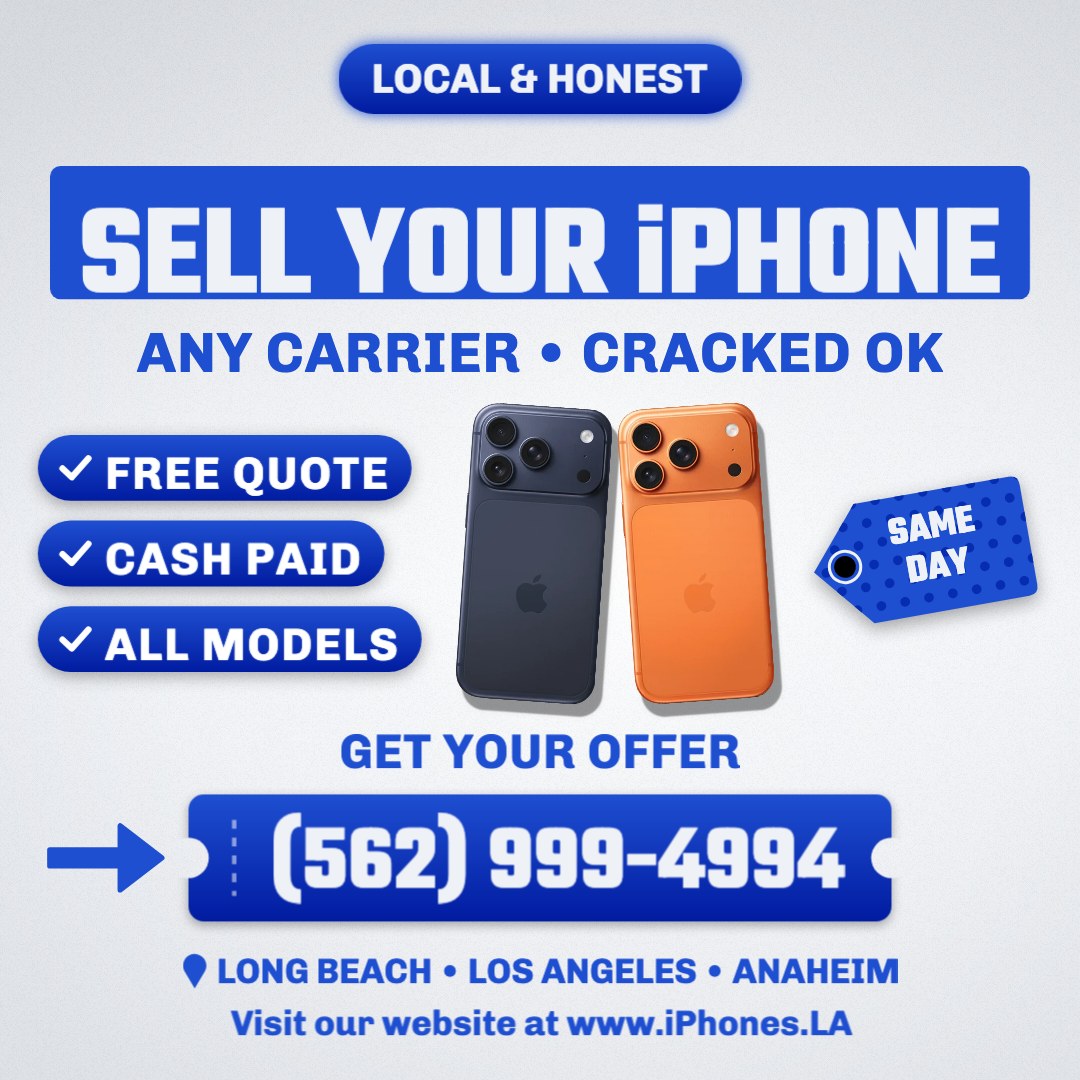 LOCAL & HONEST
SELL YOUR iPHONE
ANY CARRIER • CRACKED OK
FREE QUOTE
CASH PAID
ALL MODELS
SAME
DAY
GET YOUR OFFER
(562) 999-4994
LONG BEACH • LOS ANGELES • ANAHEIM
Visit our website at www.iPhones.LA